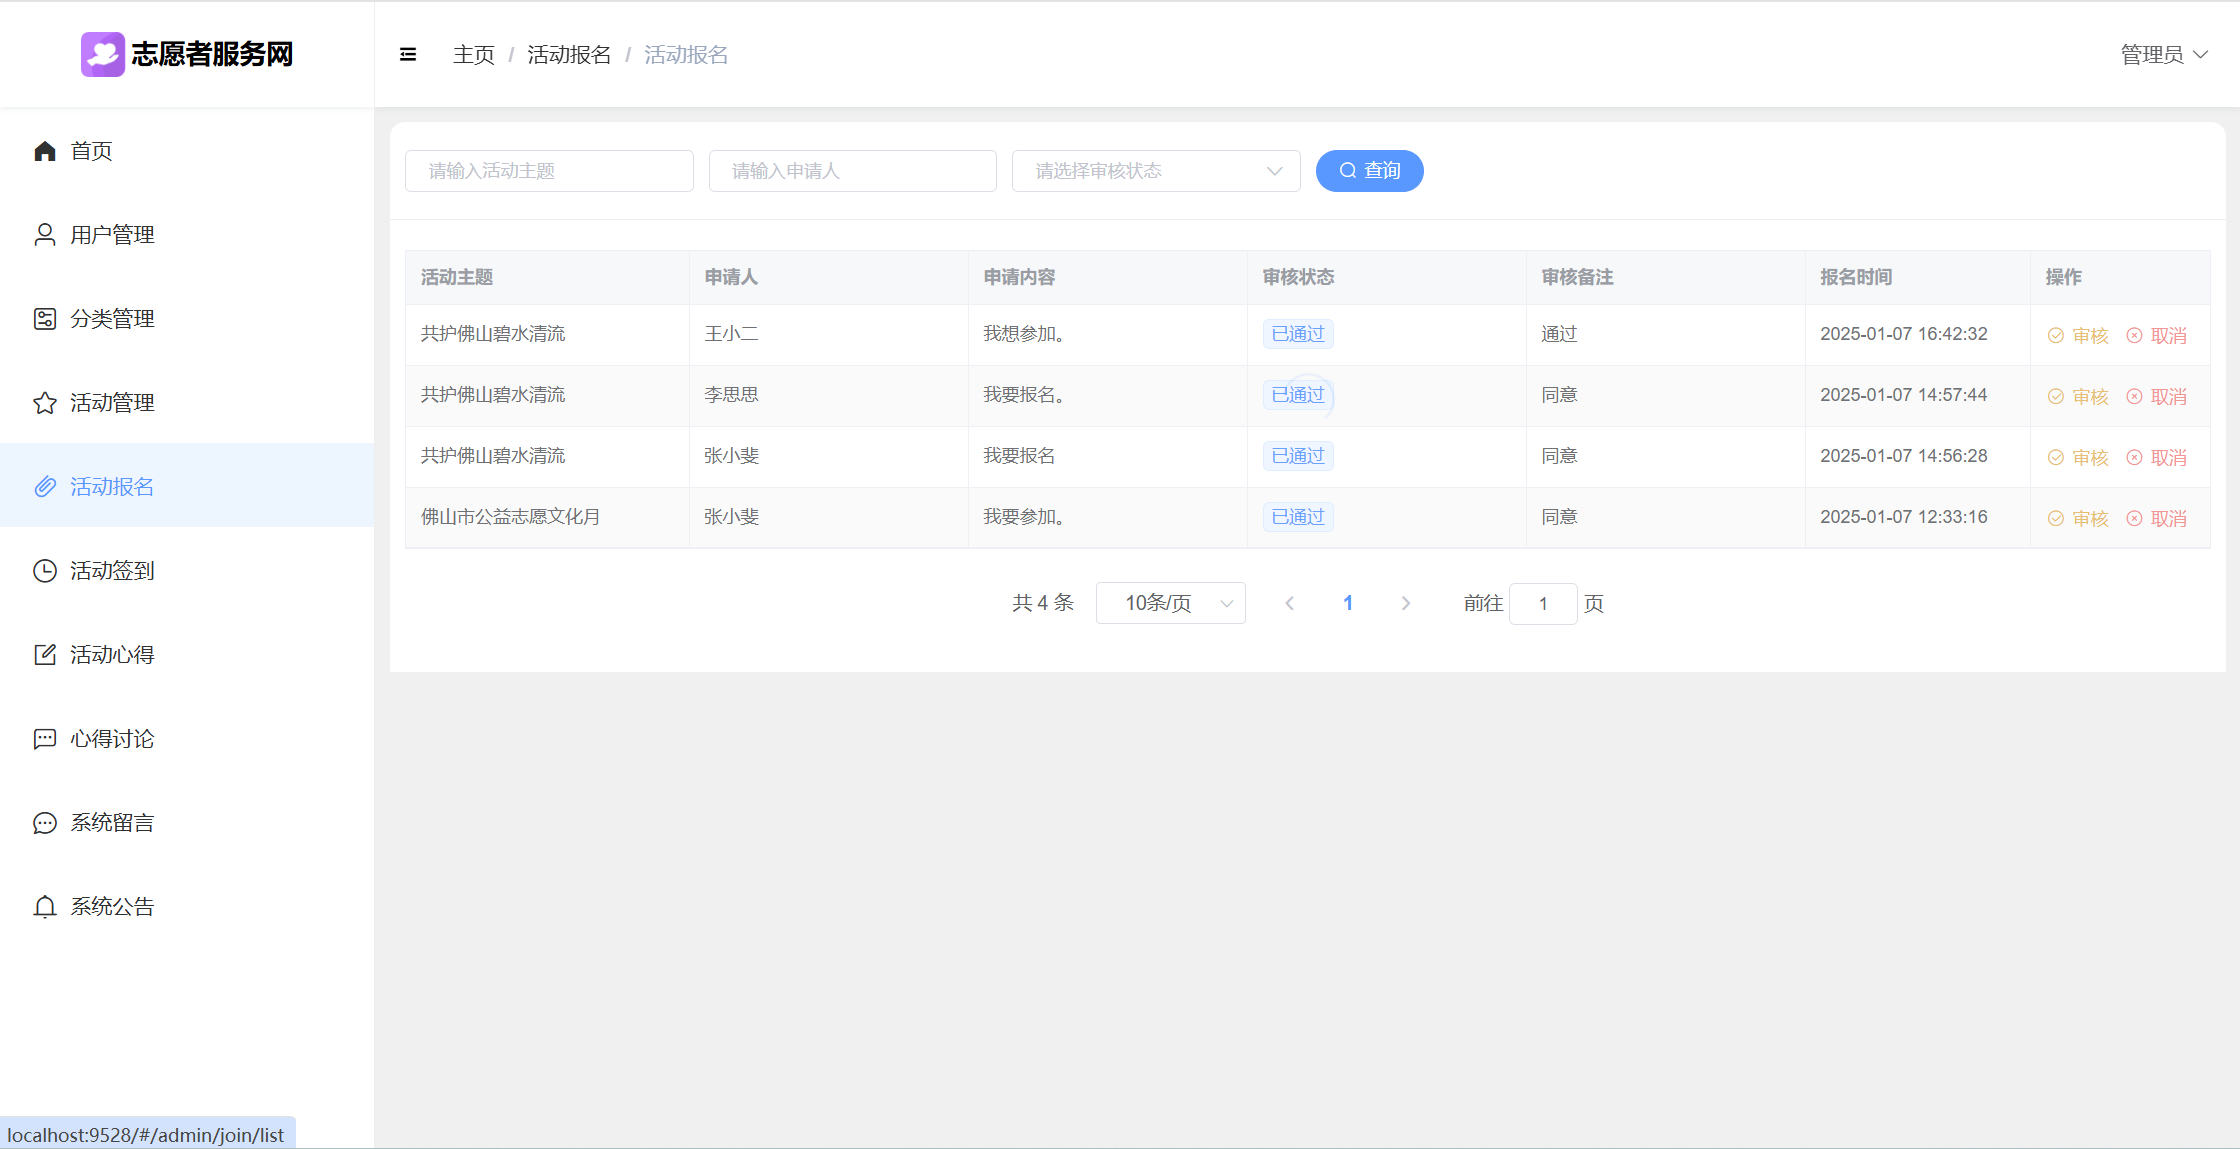 志愿者服务网
主页 / 活动报名 / 活动报名
管理员
首页
用户管理
分类管理
活动管理
活动报名
活动签到
活动心得
心得讨论
系统留言
系统公告
请输入活动主题 请输入申请人 请选择审核状态 查询
活动主题 申请人 申请内容 审核状态 审核备注 报名时间 操作
共护佛山碧水清流 王小二 我想参加。 已通过 通过 2025-01-07 16:42:32 审核 取消
共护佛山碧水清流 李思思 我要报名。 已通过 同意 2025-01-07 14:57:44 审核 取消
共护佛山碧水清流 张小斐 我要报名 已通过 同意 2025-01-07 14:56:28 审核 取消
佛山市公益志愿文化月 张小斐 我要参加。 已通过 同意 2025-01-07 12:33:16 审核 取消
共 4 条 10条/页 1 前往 1 页
localhost:9528/#/admin/join/list